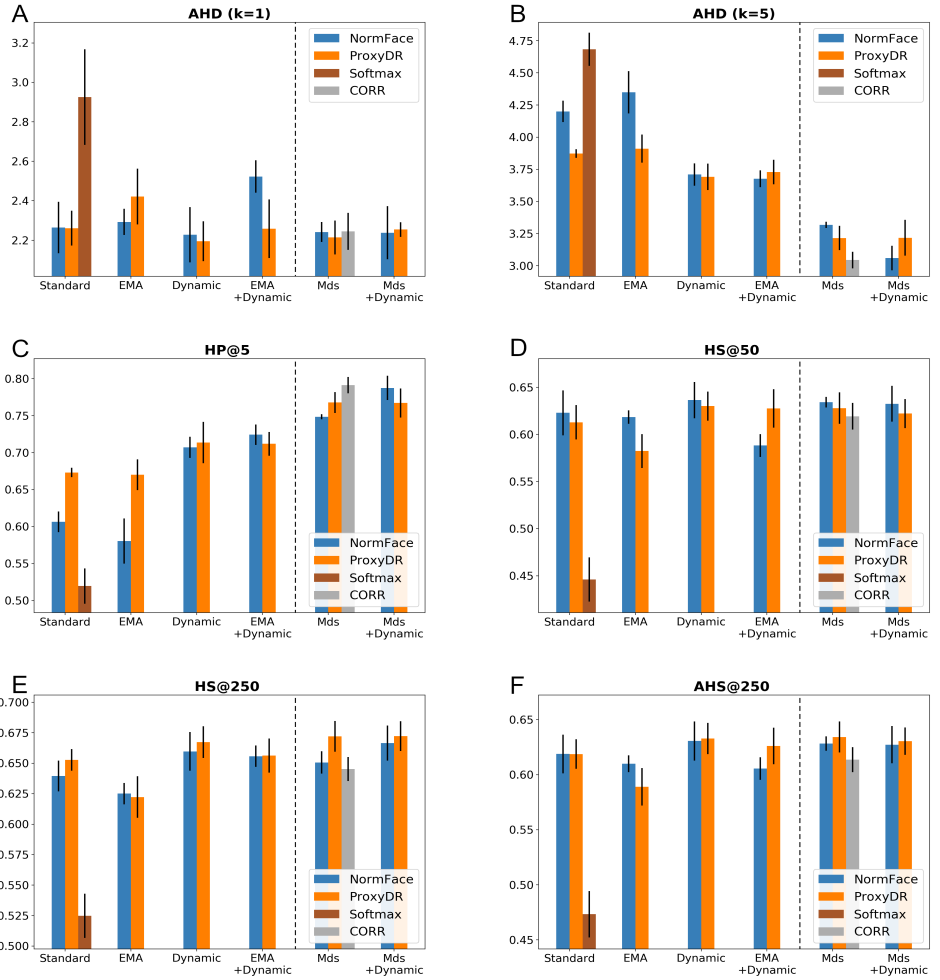 A
AHD (k=1)
3.2
3.0
2.8
2.6
2.4
2.2
NormFace
ProxyDR
Softmax
CORR
Standard EMA Dynamic EMA +Dynamic Mds Mds +Dynamic
B
AHD (k=5)
4.75
4.50
4.25
4.00
3.75
3.50
3.25
3.00
NormFace
ProxyDR
Softmax
CORR
Standard EMA Dynamic EMA +Dynamic Mds Mds +Dynamic
C
HP@5
0.80
0.75
0.70
0.65
0.60
0.55
0.50
NormFace
ProxyDR
Softmax
CORR
Standard EMA Dynamic EMA +Dynamic Mds Mds +Dynamic
D
HS@50
0.65
0.60
0.55
0.50
0.45
NormFace
ProxyDR
Softmax
CORR
Standard EMA Dynamic EMA +Dynamic Mds Mds +Dynamic
E
HS@250
0.700
0.675
0.650
0.625
0.600
0.575
0.550
0.525
0.500
NormFace
ProxyDR
Softmax
CORR
Standard EMA Dynamic EMA +Dynamic Mds Mds +Dynamic
F
AHS@250
0.65
0.60
0.55
0.50
0.45
NormFace
ProxyDR
Softmax
CORR
Standard EMA Dynamic EMA +Dynamic Mds Mds +Dynamic